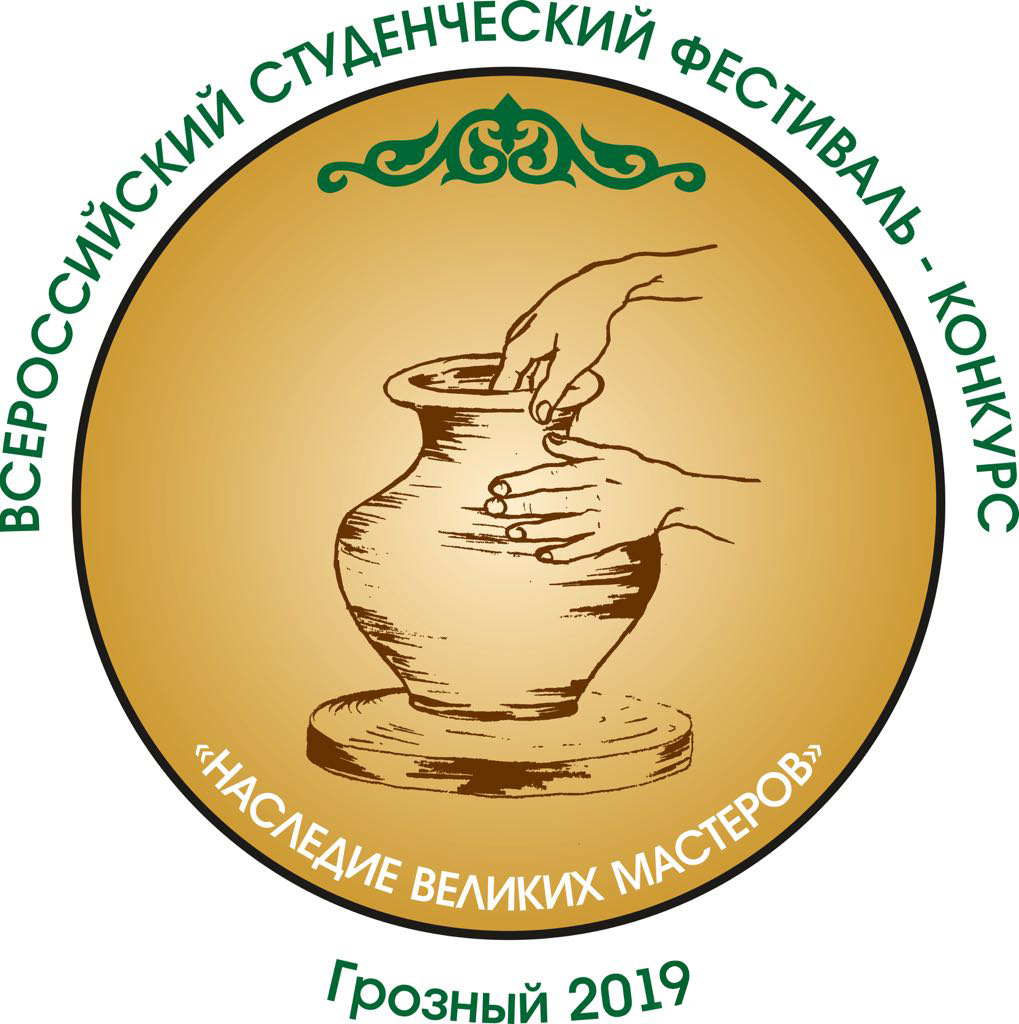 ВСЕРОССИЙСКИЙ СТУДЕНЧЕСКИЙ ФЕСТИВАЛЬ - КОНКУРС
«НАСЛЕДИЕ ВЕЛИКИХ МАСТЕРОВ»
Грозный 2019